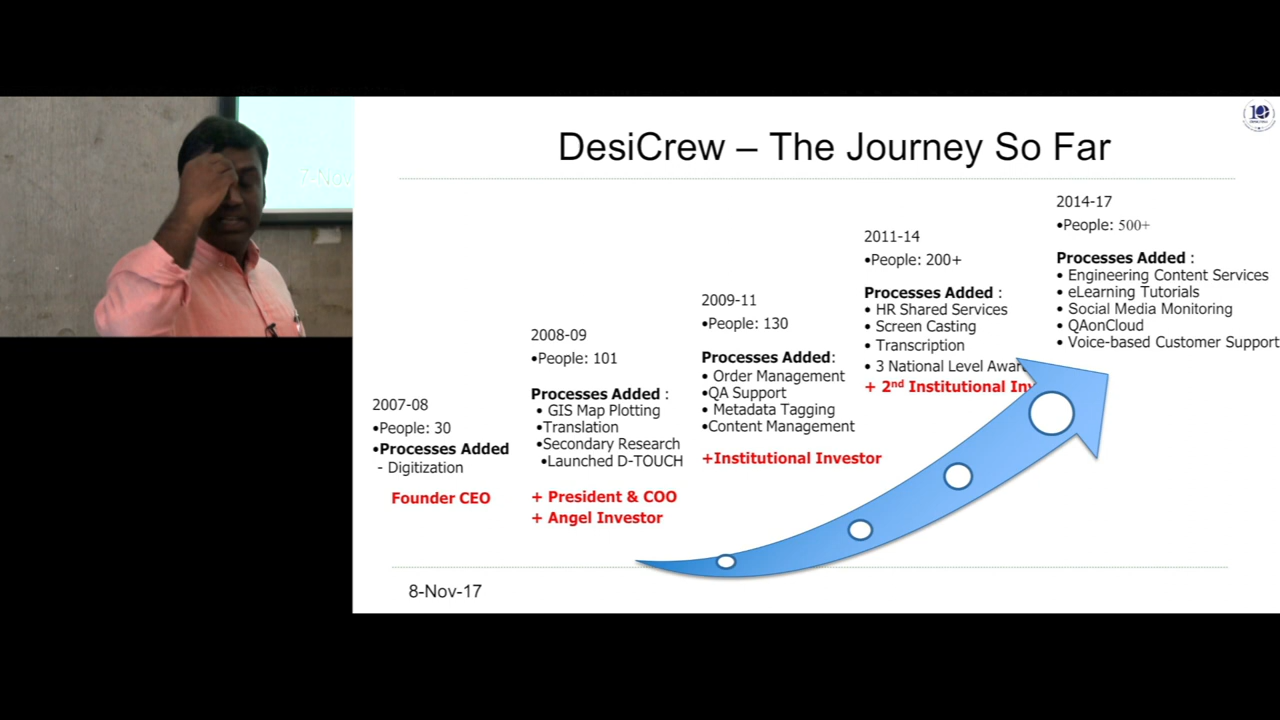 DesiCrew – The Journey So Far
2007-08
•People: 30
•Processes Added
- Digitization
Founder CEO
2008-09
•People: 101
Processes Added :
• GIS Map Plotting
•Translation
•Secondary Research
•Launched D-TOUCH
+ President & COO
+ Angel Investor
2009-11
•People: 130
Processes Added:
• Order Management
•QA Support
• Metadata Tagging
•Content Management
+Institutional Investor
2011-14
•People: 200+
Processes Added :
• HR Shared Services
• Screen Casting
• Transcription
• 3 National Level
+ 2nd Institutional
2014-17
•People: 500+
Processes Added :
• Engineering Content Services
• eLearning Tutorials
• Social Media Monitoring
• QAonCloud
• Voice-based Customer Support
8-Nov-17
7-Nov